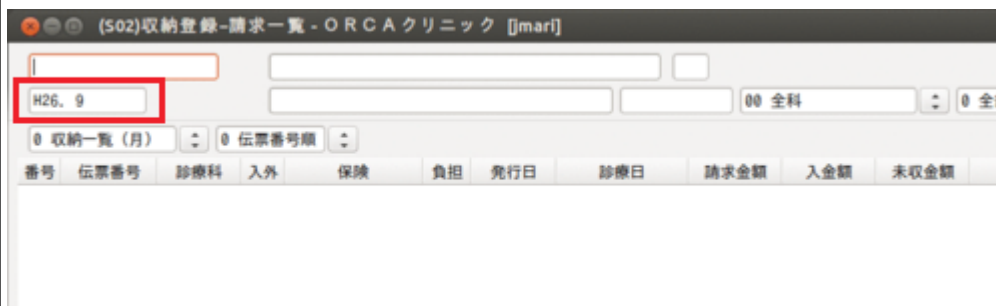 (S02)収納登録-請求一覧 - ＯＲＣＡクリニック [jmari]
H26. 9
00 全科
0 全
0 収納一覧（月）
0 伝票番号順
番号 伝票番号 診療科 入外 保険 負担 発行日 診療日 請求金額 入金額 未収金額